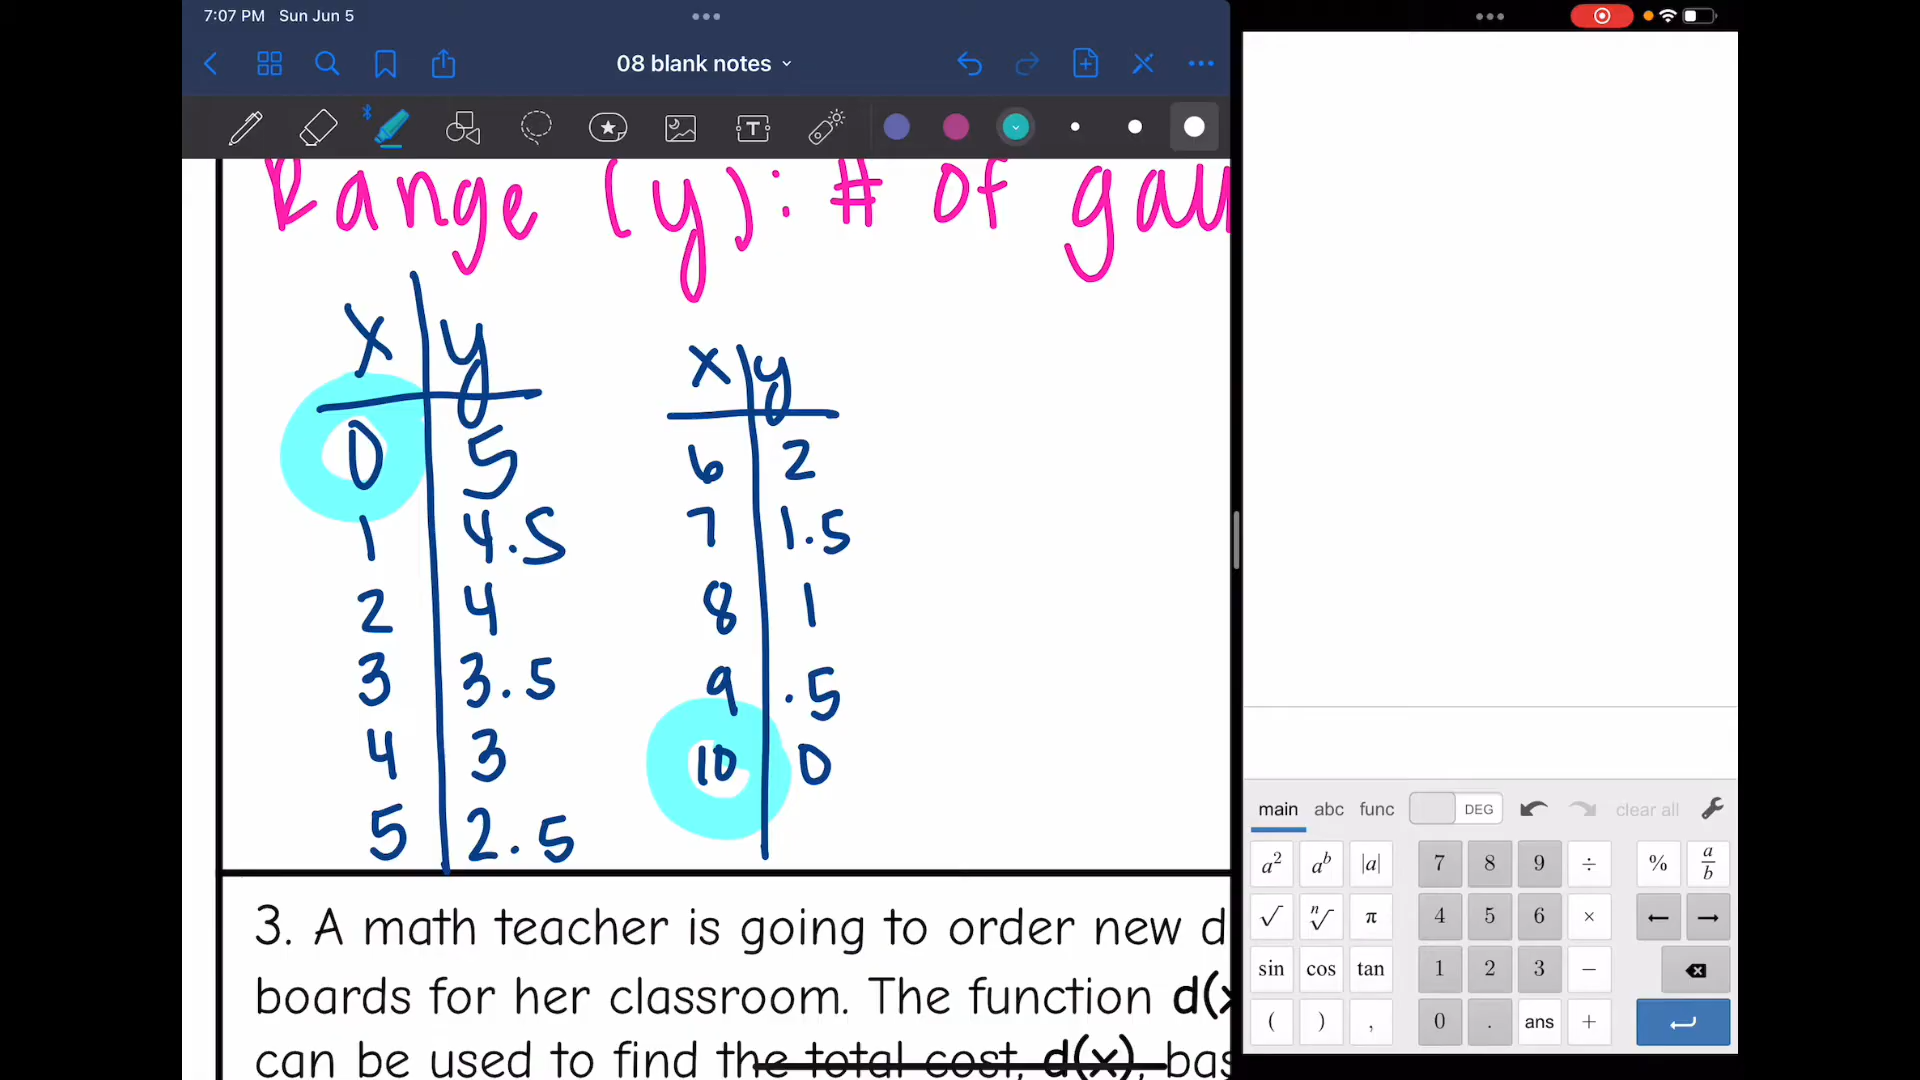 7:07 PM Sun Jun 5
08 blank notes
T
Range (y): # of gall
x y
0 5
1 4.5
2 4
3 3.5
4 3
5 2.5
x y
6 2
7 1.5
8 1
9 .5
10 0
3. A math teacher is going to order new d
boards for her classroom. The function d(x
can be used to find the total cost, d(x), bas
main abc func DEG clear all
a² aᵇ |a| 7 8 9 ÷ % a/b
√ ⁿ√ π 4 5 6 × ← →
sin cos tan 1 2 3 −
( ) , 0 . ans +